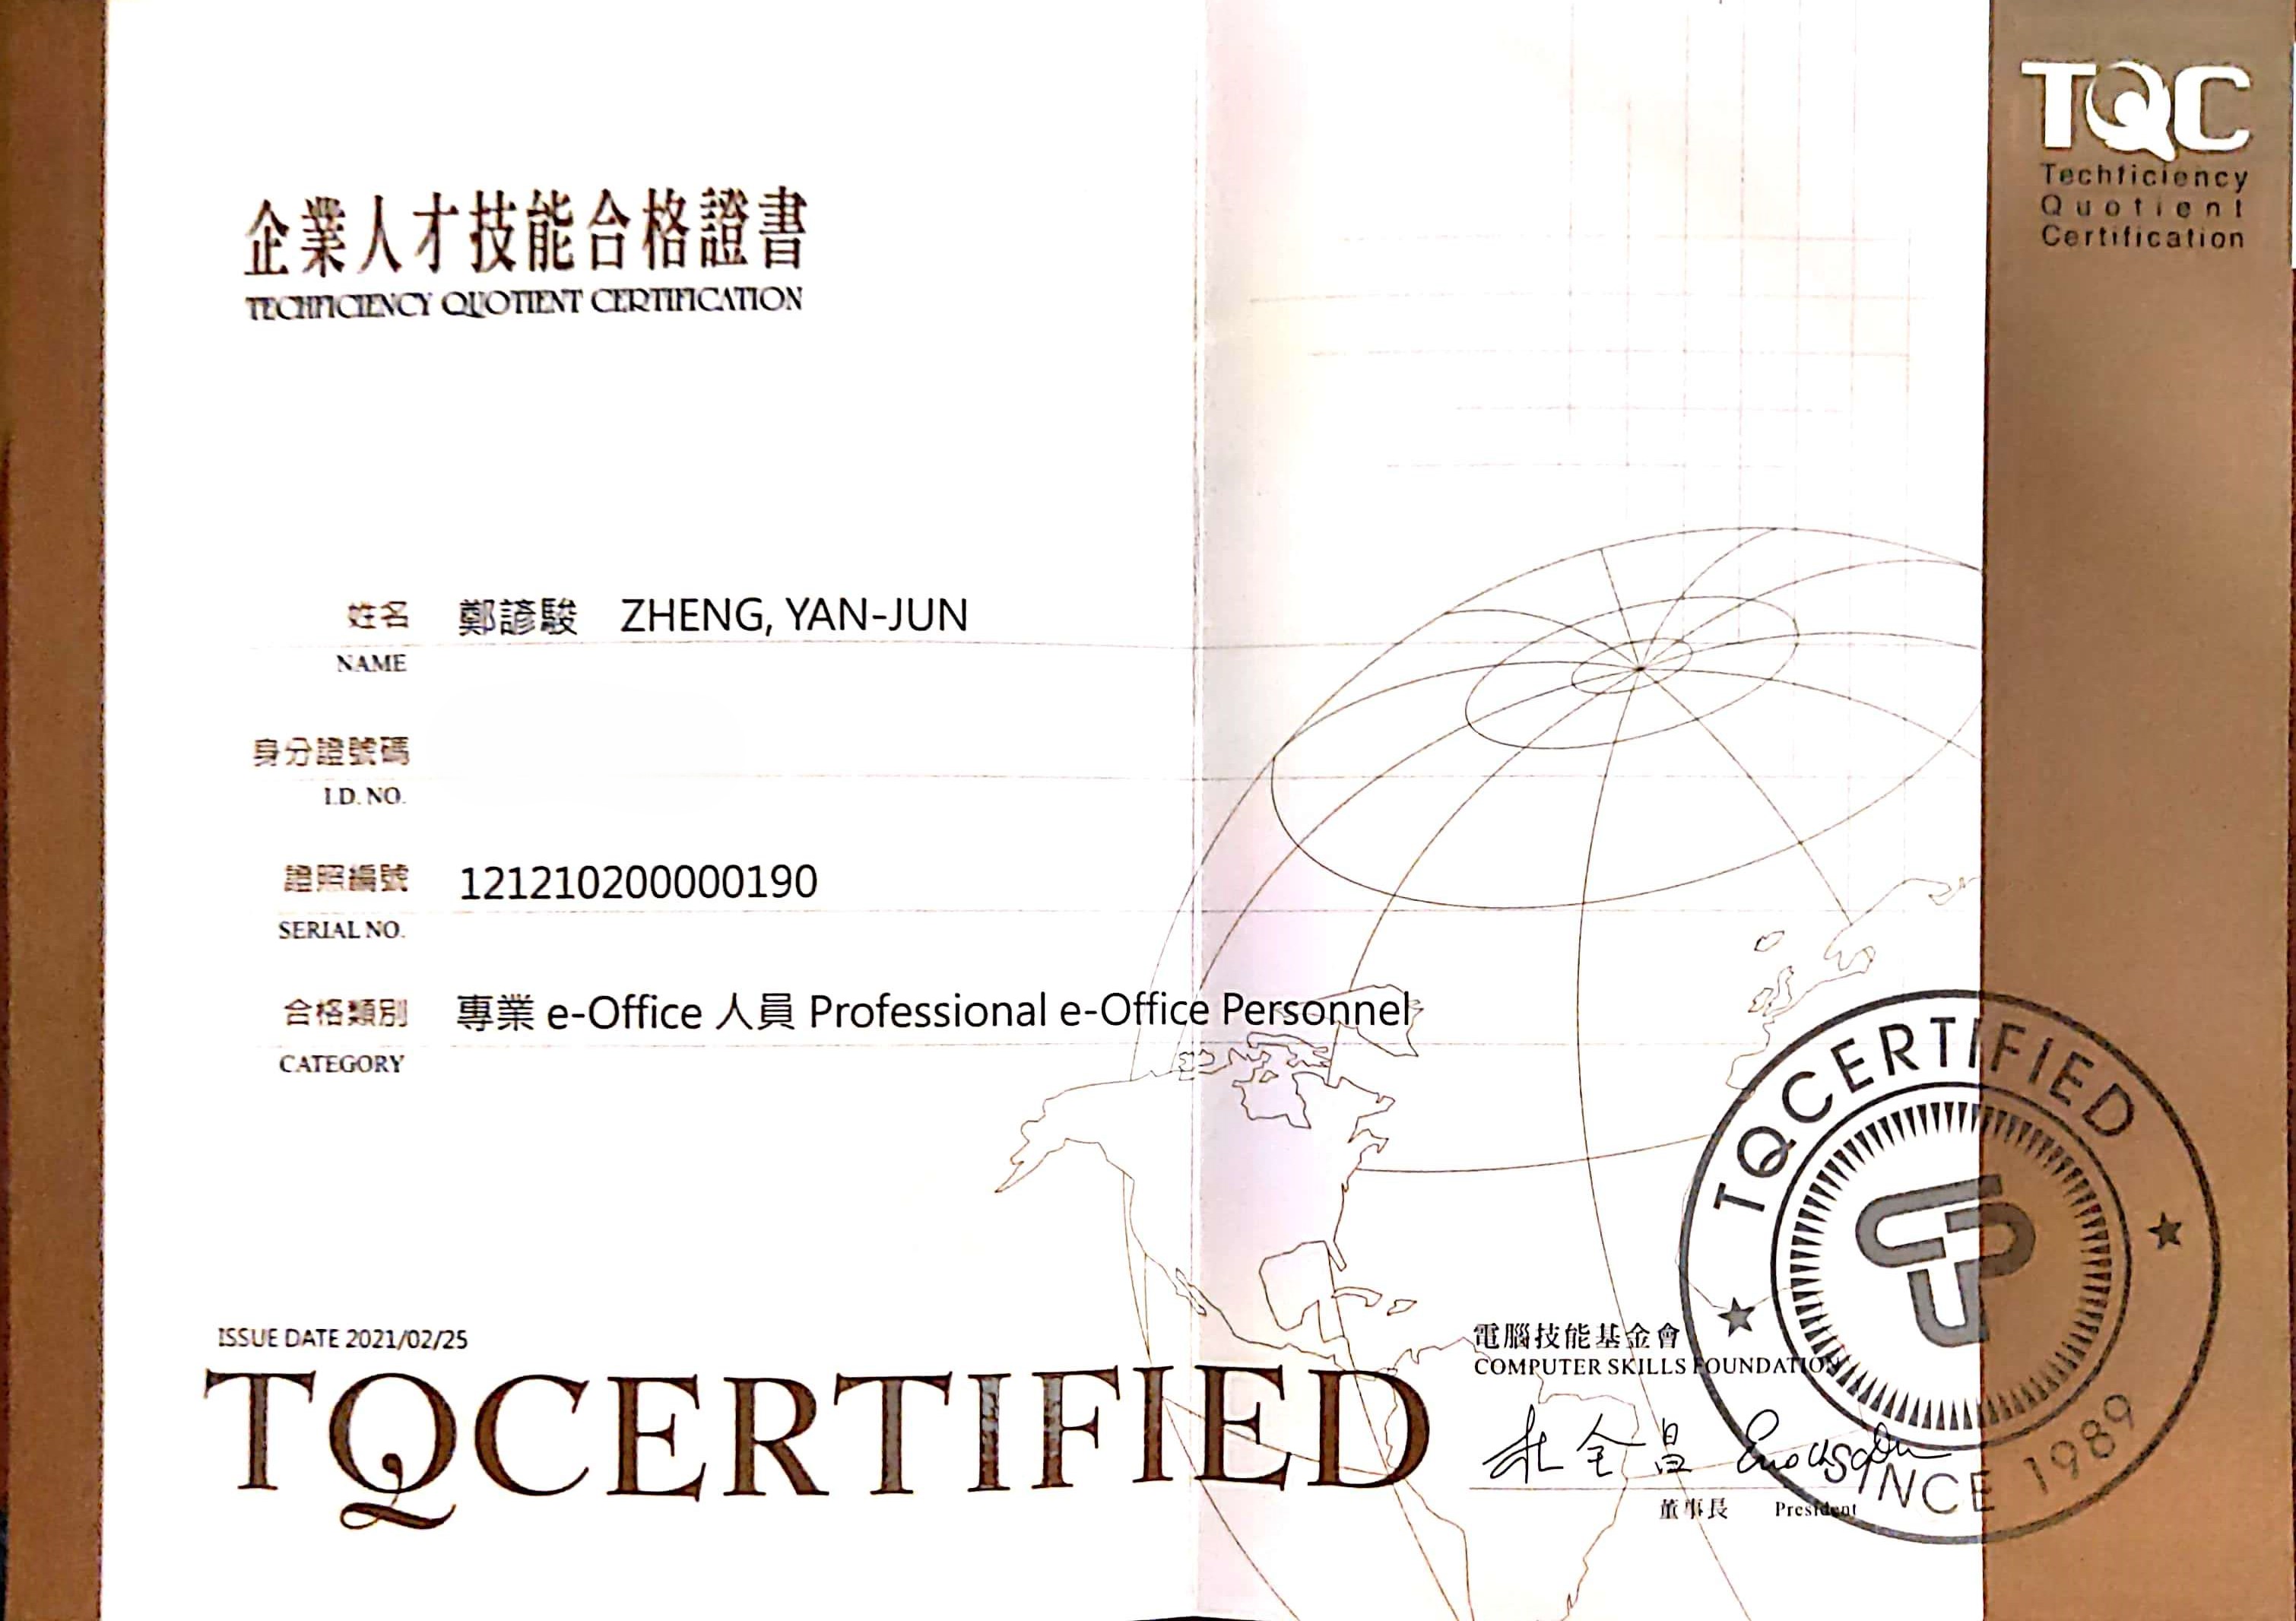 TQC
Techficiency
Quotient
Certification
企業人才技能合格證書
TECHFICIENCY QUOTIENT CERTIFICATION
姓名 鄭諺駿 ZHENG, YAN-JUN
NAME
身分證號碼
I.D. NO.
證照編號 121210200000190
SERIAL NO.
合格類別 專業 e-Office 人員 Professional e-Office Personnel
CATEGORY
ISSUE DATE 2021/02/25
TQCERTIFIED
電腦技能基金會
COMPUTER SKILLS FOUNDATION
杜全昌
董事長 President
TQCERTIFIED
SINCE 1989